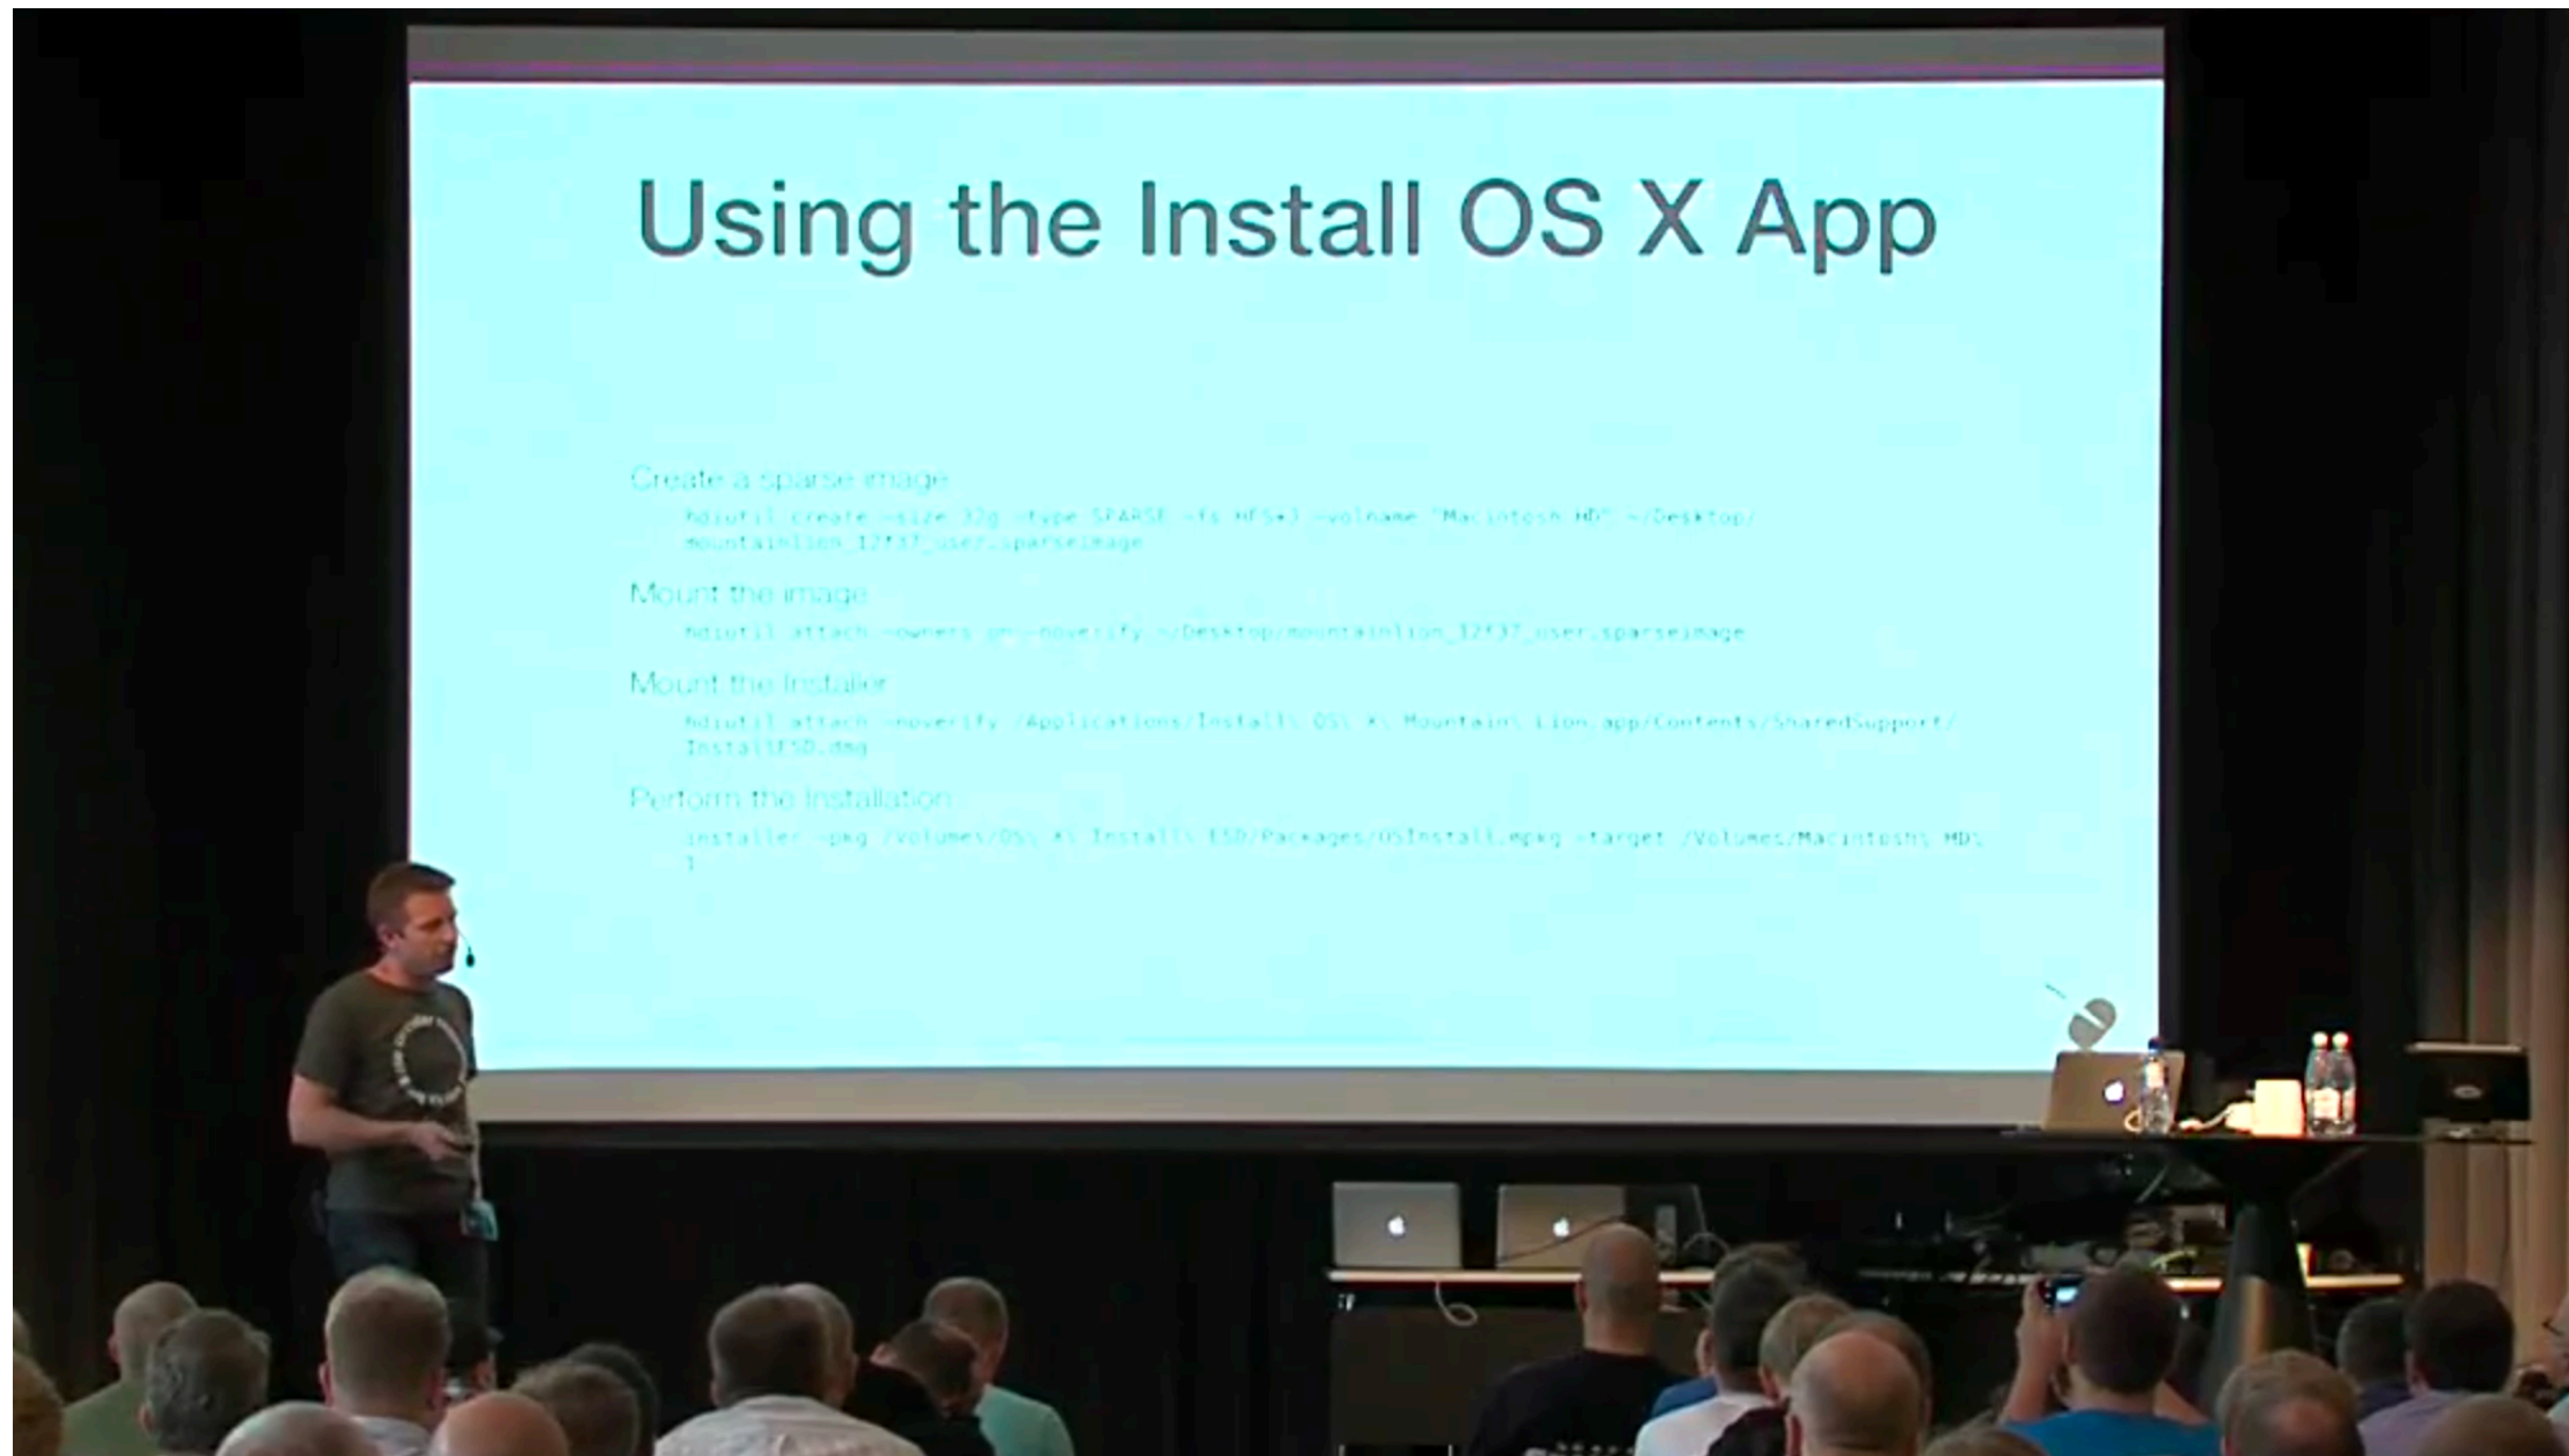 Using the Install OS X App
Create a sparse image
hdiutil create -size 32g -type SPARSE -fs HFS+J -volname "Macintosh HD" ~/Desktop/
mountainlion_12f37_user.sparseimage
Mount the image
hdiutil attach -owners on -noverify ~/Desktop/mountainlion_12f37_user.sparseimage
Mount the Installer
hdiutil attach -noverify /Applications/Install\ OS\ X\ Mountain\ Lion.app/Contents/SharedSupport/
InstallESD.dmg
Perform the Installation
installer -pkg /Volumes/OS\ X\ Install\ ESD/Packages/OSInstall.mpkg -target /Volumes/Macintosh\ HD\
1